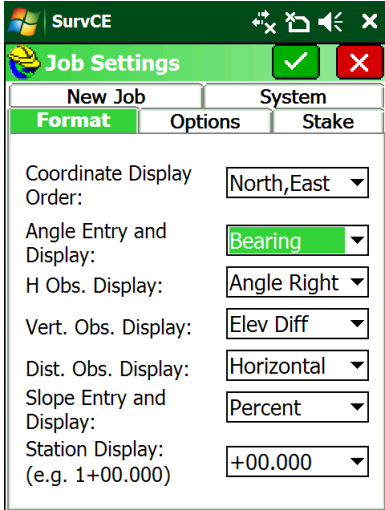 SurvCE
Job Settings
New Job System
Format Options Stake
Coordinate Display
Order:
North,East
Angle Entry and
Display:
Bearing
H Obs. Display:
Angle Right
Vert. Obs. Display:
Elev Diff
Dist. Obs. Display:
Horizontal
Slope Entry and
Display:
Percent
Station Display:
(e.g. 1+00.000)
+00.000